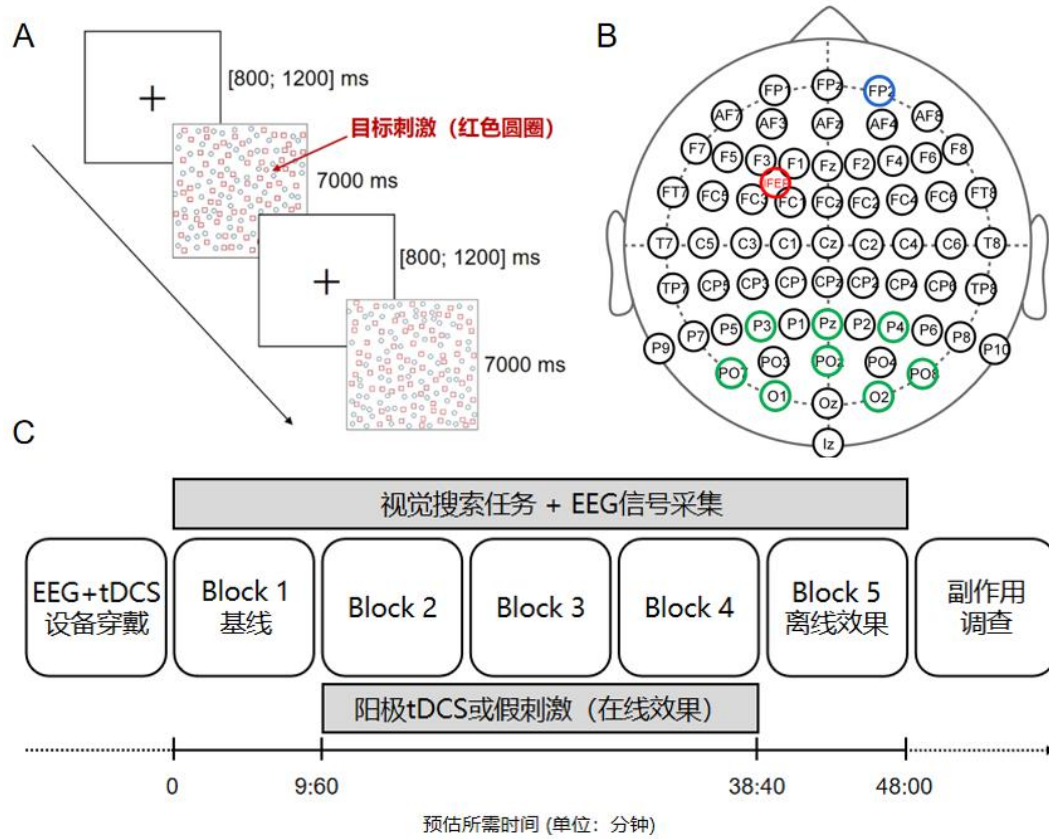 A
[800; 1200] ms
目标刺激（红色圆圈）
7000 ms
[800; 1200] ms
7000 ms
B
FP1 FPz FP2
AF7 AF3 AFz AF4 AF8
F7 F5 F3 F1 Fz F2 F4 F6 F8
FT7 FC5 FC3 FC1 FCz FC2 FC4 FC6 FT8
T7 C5 C3 C1 Cz C2 C4 C6 T8
TP7 CP5 CP3 CP1 CPz CP2 CP4 CP6 TP8
P9 P7 P5 P3 P1 Pz P2 P4 P6 P8 P10
PO7 PO3 POz PO4 PO8
O1 Oz O2
Iz
C
视觉搜索任务 + EEG信号采集
EEG+tDCS
设备穿戴
Block 1
基线
Block 2
Block 3
Block 4
Block 5
离线效果
副作用
调查
阳极tDCS或假刺激（在线效果）
0 9:60 38:40 48:00
预估所需时间 (单位：分钟)